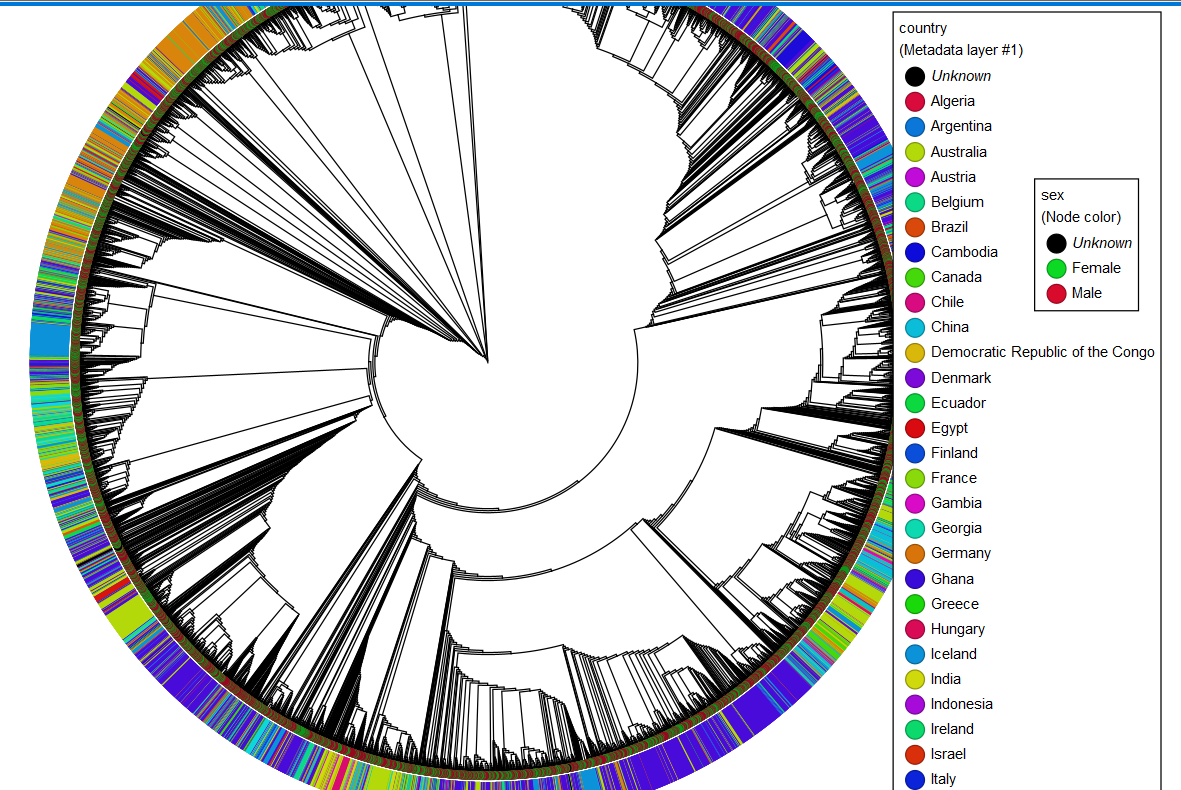 country
(Metadata layer #1)
Unknown
Algeria
Argentina
Australia
Austria
Belgium
Brazil
Cambodia
Canada
Chile
China
Democratic Republic of the Congo
Denmark
Ecuador
Egypt
Finland
France
Gambia
Georgia
Germany
Ghana
Greece
Hungary
Iceland
India
Indonesia
Ireland
Israel
Italy
sex
(Node color)
Unknown
Female
Male